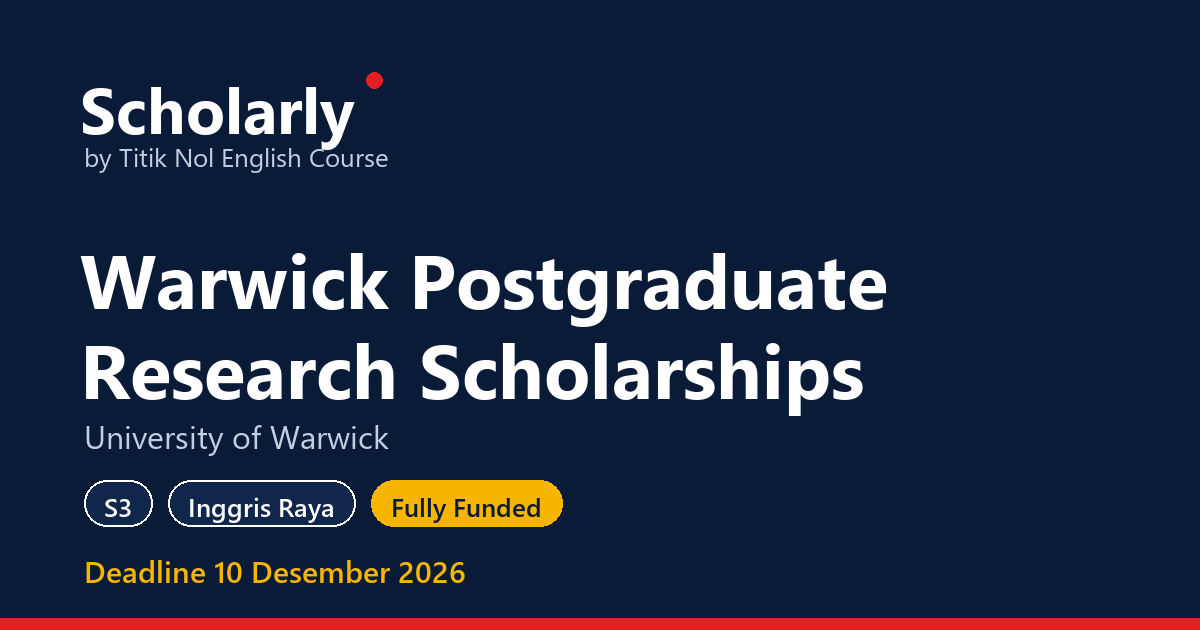 Scholarly
by Titik Nol English Course
Warwick Postgraduate
Research Scholarships
University of Warwick
S3
Inggris Raya
Fully Funded
Deadline 10 Desember 2026